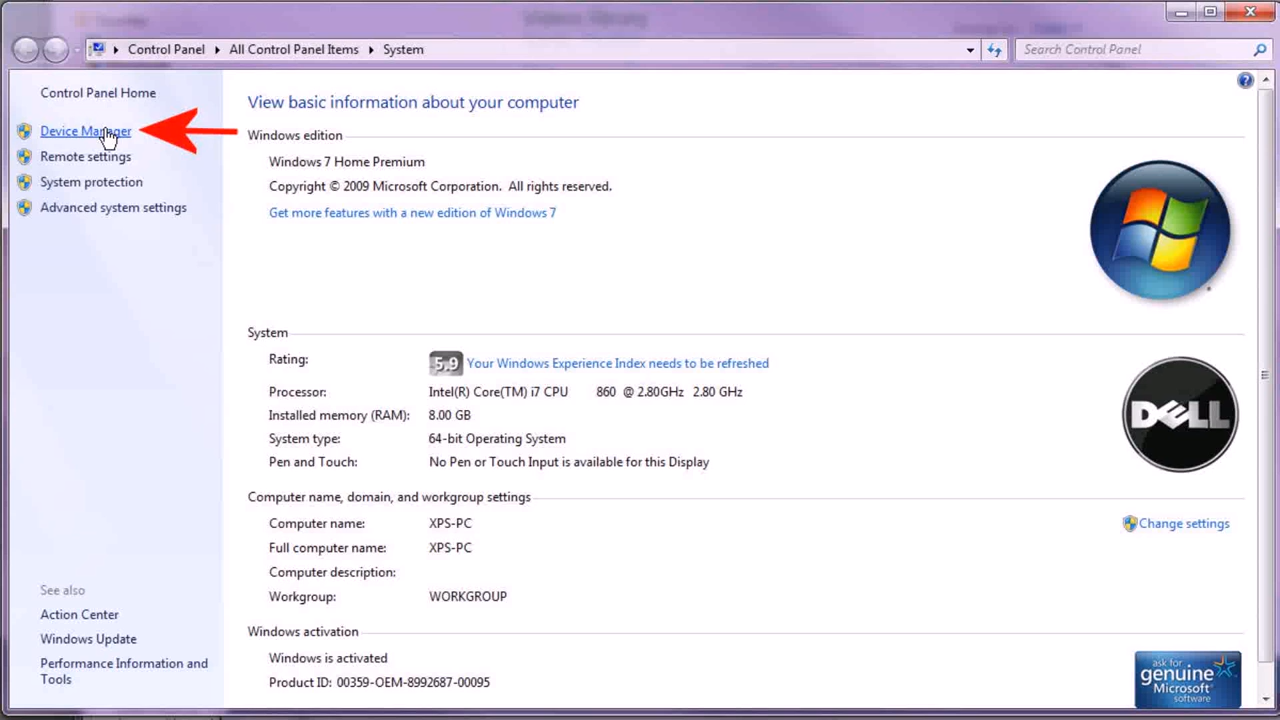 Control Panel
All Control Panel Items
System
Search Control Panel
Control Panel Home
Device Manager
Remote settings
System protection
Advanced system settings
See also
Action Center
Windows Update
Performance Information and
Tools
View basic information about your computer
Windows edition
Windows 7 Home Premium
Copyright © 2009 Microsoft Corporation. All rights reserved.
Get more features with a new edition of Windows 7
System
Rating: 5,9 Your Windows Experience Index needs to be refreshed
Processor: Intel(R) Core(TM) i7 CPU 860 @ 2.80GHz 2.80 GHz
Installed memory (RAM): 8.00 GB
System type: 64-bit Operating System
Pen and Touch: No Pen or Touch Input is available for this Display
DELL
Computer name, domain, and workgroup settings
Computer name: XPS-PC
Change settings
Full computer name: XPS-PC
Computer description:
Workgroup: WORKGROUP
Windows activation
Windows is activated
Product ID: 00359-OEM-8992687-00095
ask for
genuine
Microsoft
software